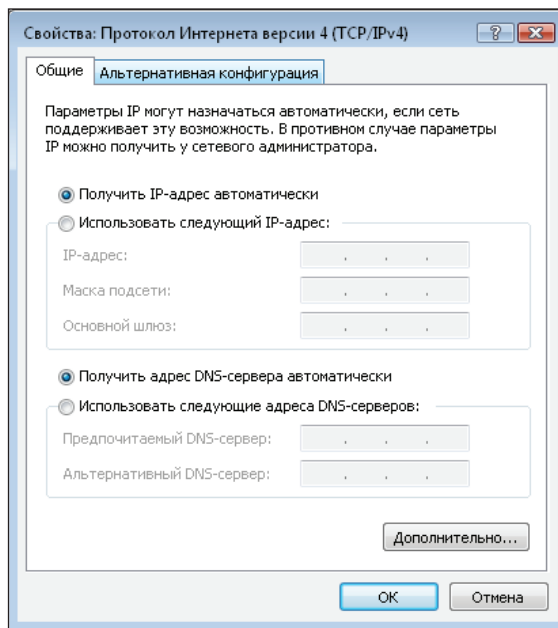 Свойства: Протокол Интернета версии 4 (TCP/IPv4)
Общие
Альтернативная конфигурация
Параметры IP могут назначаться автоматически, если сеть
поддерживает эту возможность. В противном случае параметры
IP можно получить у сетевого администратора.
Получить IP-адрес автоматически
Использовать следующий IP-адрес:
IP-адрес:
Маска подсети:
Основной шлюз:
Получить адрес DNS-сервера автоматически
Использовать следующие адреса DNS-серверов:
Предпочитаемый DNS-сервер:
Альтернативный DNS-сервер:
Дополнительно...
ОК
Отмена